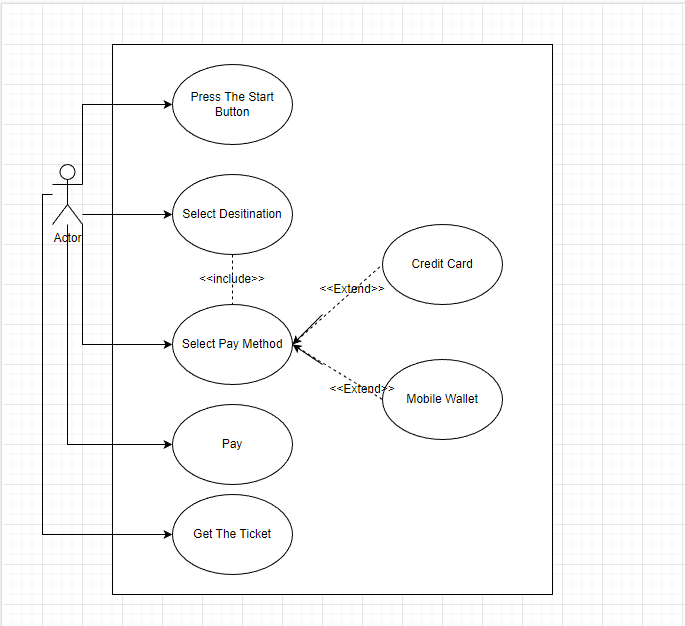 Press The Start
Button
Actor
Select Desitination
<<include>>
Credit Card
<<Extend>>
Select Pay Method
<<Extend>>
Mobile Wallet
Pay
Get The Ticket